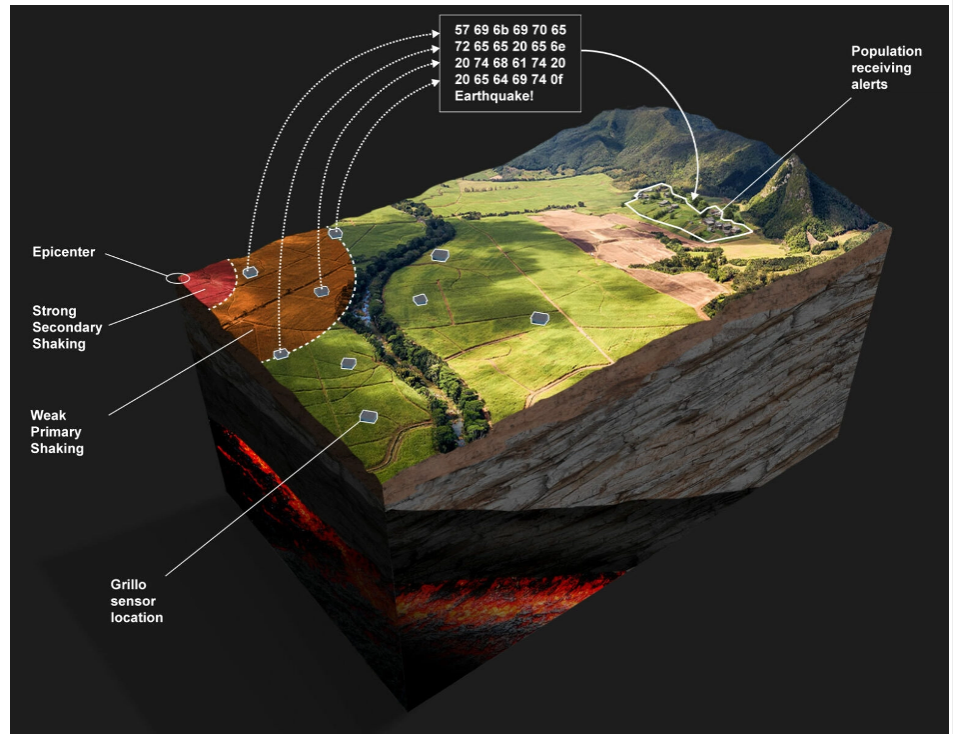 57 69 6b 69 70 65
72 65 65 20 65 6e
20 74 68 61 74 20
20 65 64 69 74 0f
Earthquake!
Population
receiving
alerts
Epicenter
Strong
Secondary
Shaking
Weak
Primary
Shaking
Grillo
sensor
location